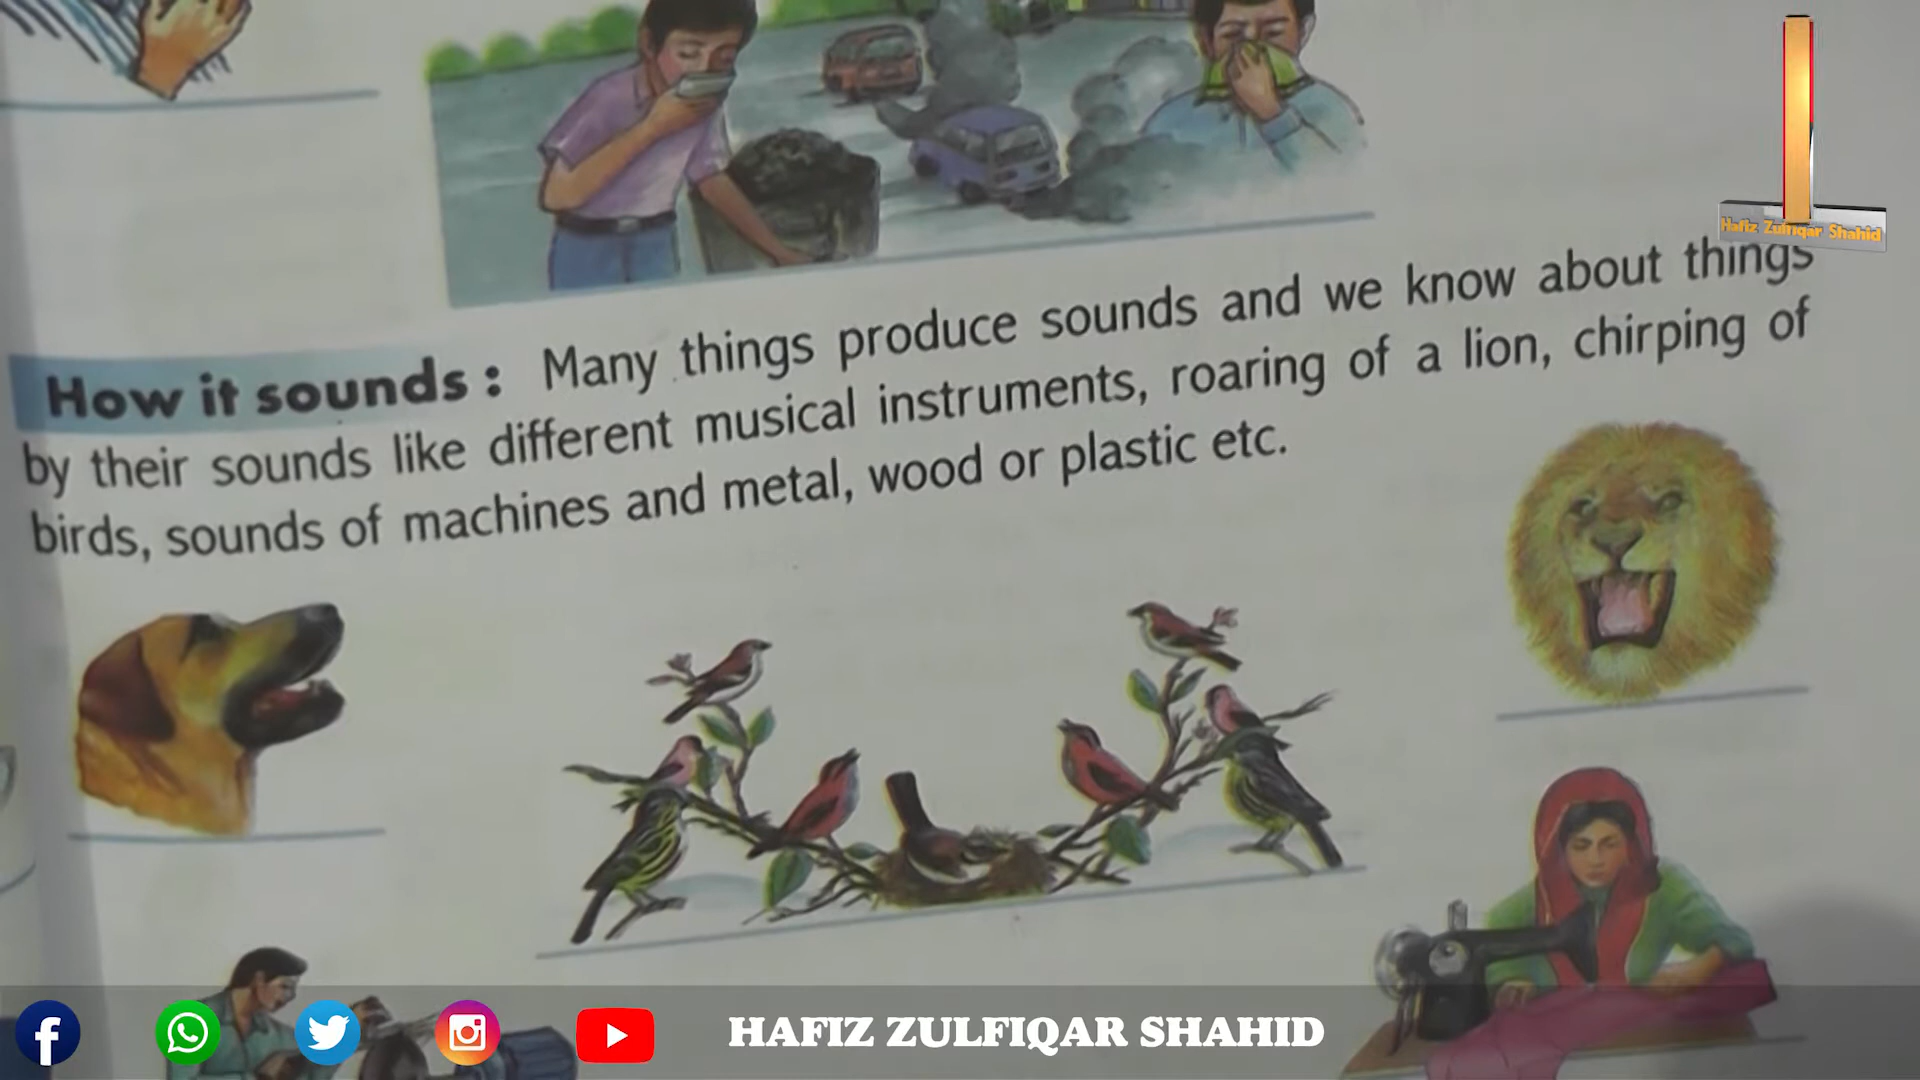 Hafiz Zulfiqar Shahid
How it sounds : Many things produce sounds and we know about things
by their sounds like different musical instruments, roaring of a lion, chirping of
birds, sounds of machines and metal, wood or plastic etc.
HAFIZ ZULFIQAR SHAHID